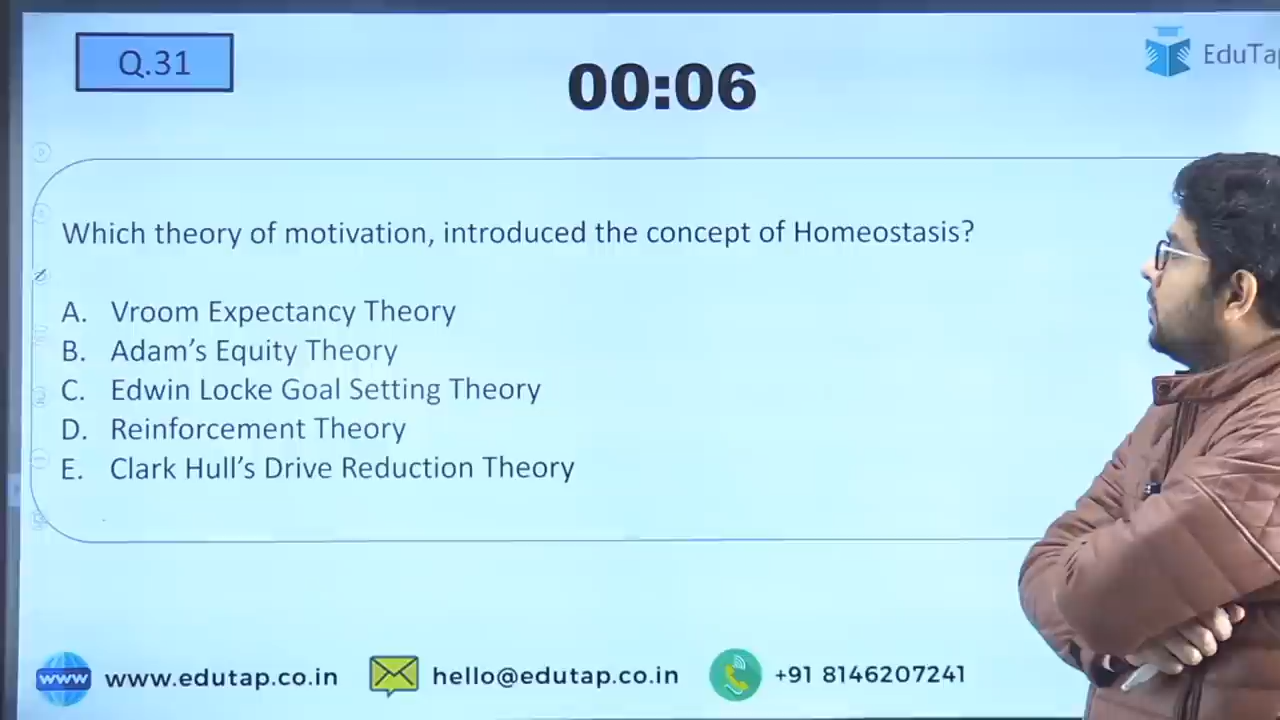 Q.31
00:06
EduTap
Which theory of motivation, introduced the concept of Homeostasis?
A. Vroom Expectancy Theory
B. Adam's Equity Theory
C. Edwin Locke Goal Setting Theory
D. Reinforcement Theory
E. Clark Hull's Drive Reduction Theory
www www.edutap.co.in
hello@edutap.co.in
+91 8146207241